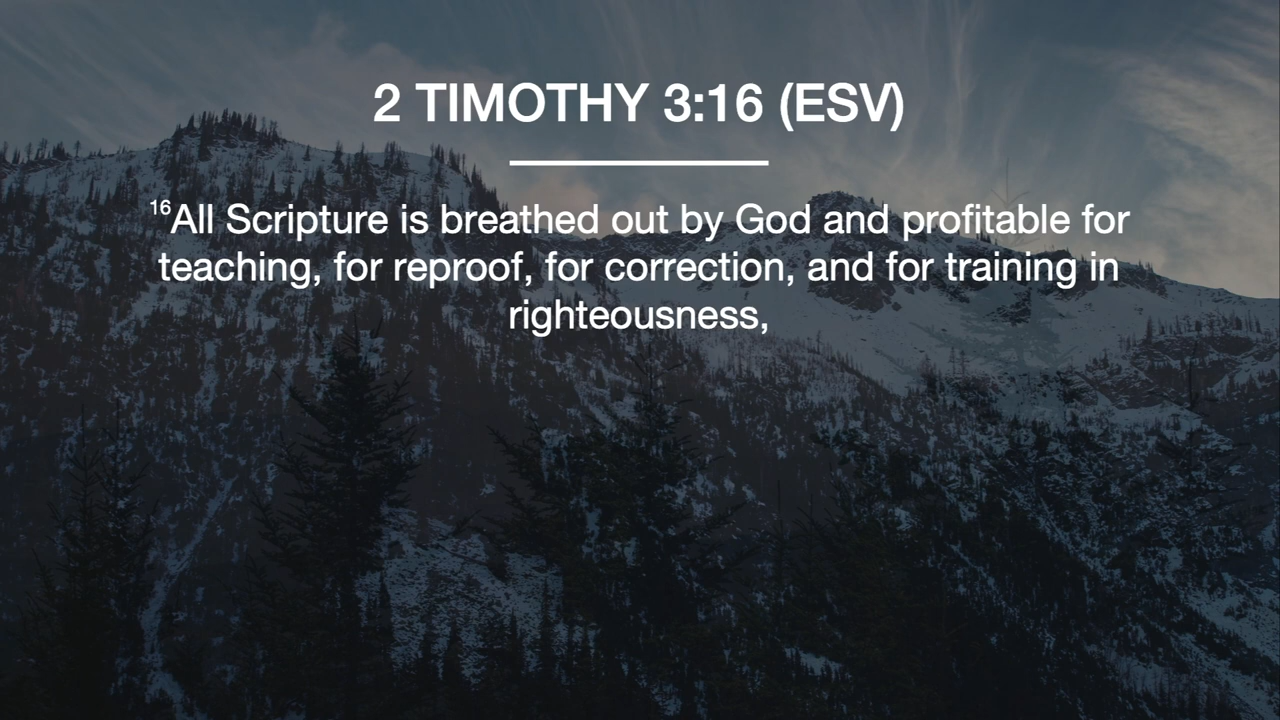 2 TIMOTHY 3:16 (ESV)
16All Scripture is breathed out by God and profitable for
teaching, for reproof, for correction, and for training in
righteousness,